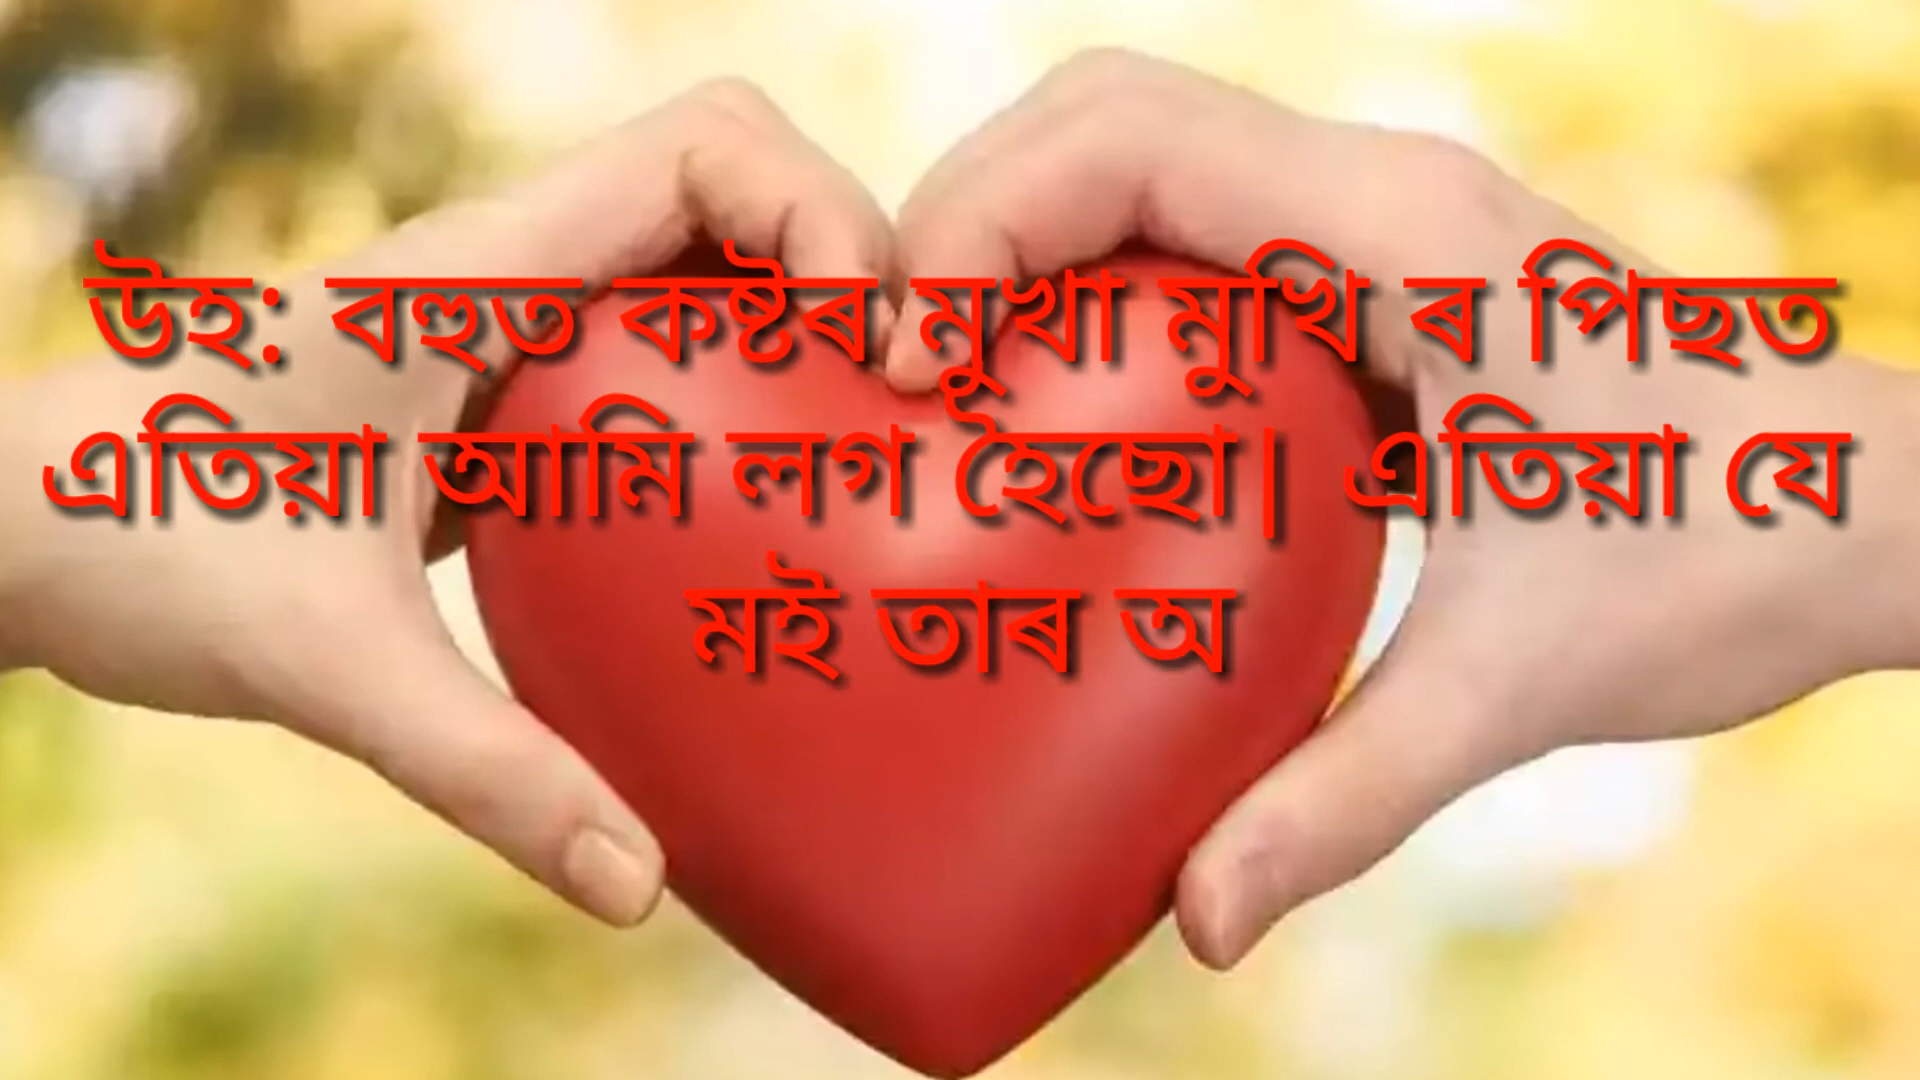 উহ: বহুত কষ্টৰ মুখা মুখি ৰ পিছত
এতিয়া আমি লগ হৈছো| এতিয়া যে
মই তাৰ অ